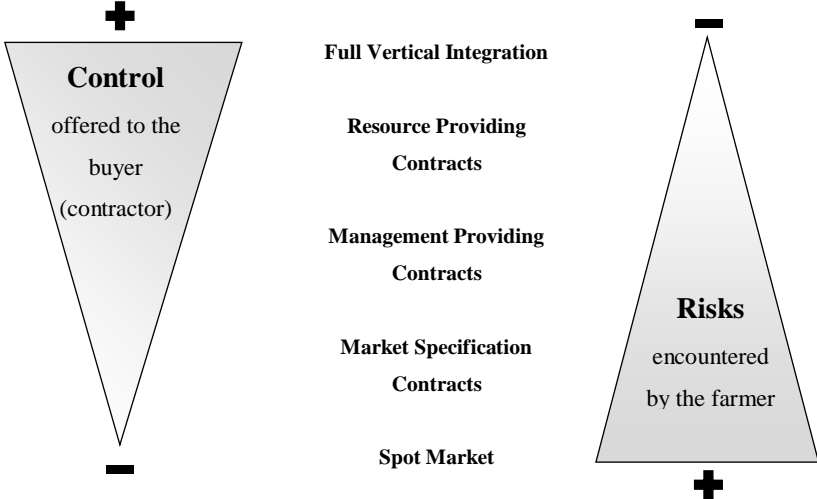 +
Control
offered to the
buyer
(contractor)
−
Full Vertical Integration
Resource Providing
Contracts
Management Providing
Contracts
Market Specification
Contracts
Spot Market
−
Risks
encountered
by the farmer
+